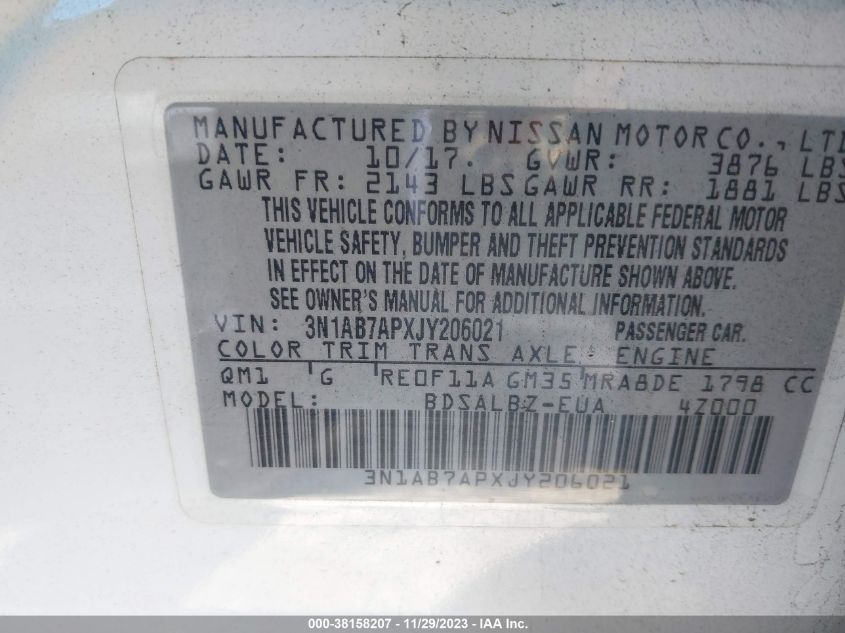 MANUFACTURED BY NISSAN MOTOR CO., LTD
DATE: 10/17. GVWR: 3876 LBS
GAWR FR: 2143 LBS GAWR RR: 1881 LBS
THIS VEHICLE CONFORMS TO ALL APPLICABLE FEDERAL MOTOR
VEHICLE SAFETY, BUMPER AND THEFT PREVENTION STANDARDS
IN EFFECT ON THE DATE OF MANUFACTURE SHOWN ABOVE.
SEE OWNER'S MANUAL FOR ADDITIONAL INFORMATION.
VIN: 3N1AB7APXJY206021 PASSENGER CAR.
COLOR TRIM TRANS AXLE ENGINE
QM1 G RE0F11A GM35 MRA8DE 1798 CC
MODEL: BDSALBZ-EUA 4Z000
3N1AB7APXJY206021
000-38158207 - 11/29/2023 - IAA Inc.